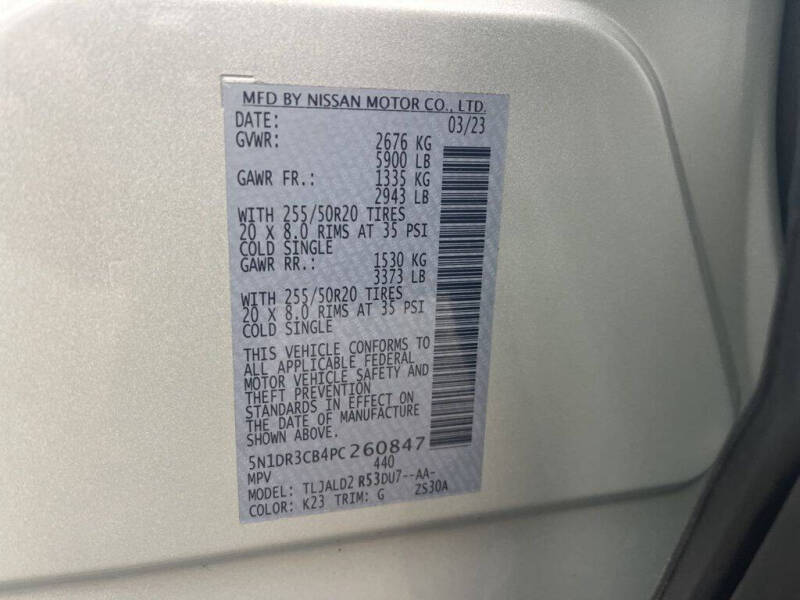 MFD BY NISSAN MOTOR CO., LTD.
DATE: 03/23
GVWR: 2676 KG
5900 LB
GAWR FR.: 1335 KG
2943 LB
WITH 255/50R20 TIRES
20 X 8.0 RIMS AT 35 PSI
COLD SINGLE
GAWR RR.: 1530 KG
3373 LB
WITH 255/50R20 TIRES
20 X 8.0 RIMS AT 35 PSI
COLD SINGLE
THIS VEHICLE CONFORMS TO
ALL APPLICABLE FEDERAL
MOTOR VEHICLE SAFETY AND
THEFT PREVENTION
STANDARDS IN EFFECT ON
THE DATE OF MANUFACTURE
SHOWN ABOVE.
5N1DR3CB4PC260847
MPV 440
MODEL: TLJALD2 R53DU7--AA-
COLOR: K23 TRIM: G ZS30A